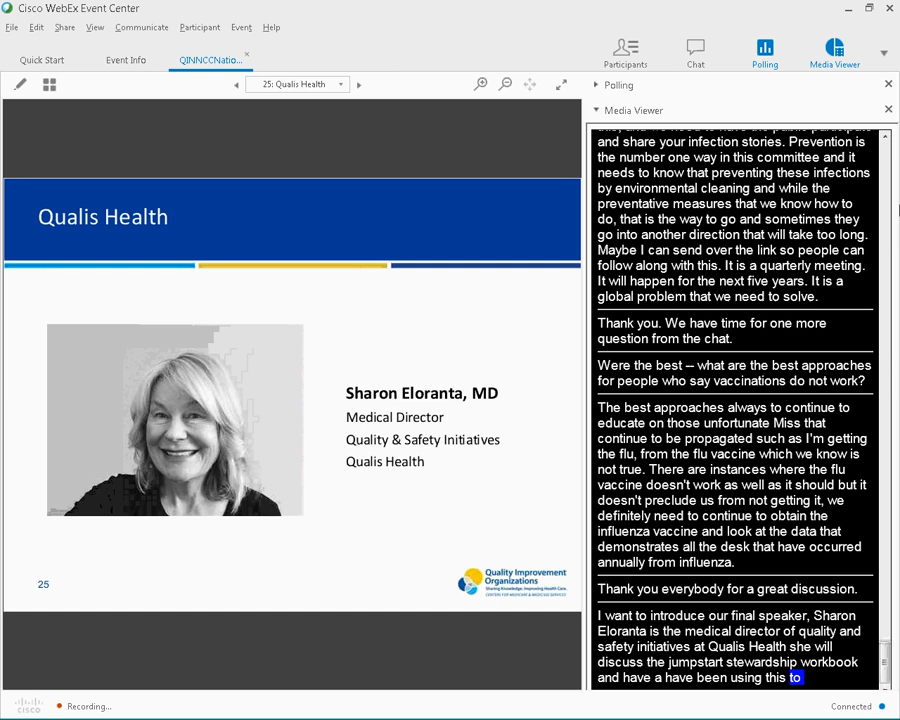 Cisco WebEx Event Center
File Edit Share View Communicate Participant Event Help
Quick Start Event Info QINNCCNatio... Participants Chat Polling Media Viewer
25: Qualis Health
Polling
Media Viewer
Qualis Health
Sharon Eloranta, MD
Medical Director
Quality & Safety Initiatives
Qualis Health
25
Quality Improvement
Organizations
Sharing Knowledge. Improving Health Care.
CENTERS FOR MEDICARE & MEDICAID SERVICES
and share your infection stories. Prevention is
the number one way in this committee and it
needs to know that preventing these infections
by environmental cleaning and while the
preventative measures that we know how to
do, that is the way to go and sometimes they
go into another direction that will take too long.
Maybe I can send over the link so people can
follow along with this. It is a quarterly meeting.
It will happen for the next five years. It is a
global problem that we need to solve.
Thank you. We have time for one more
question from the chat.
Were the best -- what are the best approaches
for people who say vaccinations do not work?
The best approaches always to continue to
educate on those unfortunate Miss that
continue to be propagated such as I'm getting
the flu, from the flu vaccine which we know is
not true. There are instances where the flu
vaccine doesn't work as well as it should but it
doesn't preclude us from not getting it, we
definitely need to continue to obtain the
influenza vaccine and look at the data that
demonstrates all the desk that have occurred
annually from influenza.
Thank you everybody for a great discussion.
I want to introduce our final speaker, Sharon
Eloranta is the medical director of quality and
safety initiatives at Qualis Health she will
discuss the jumpstart stewardship workbook
and have a have been using this to
cisco Recording... Connected